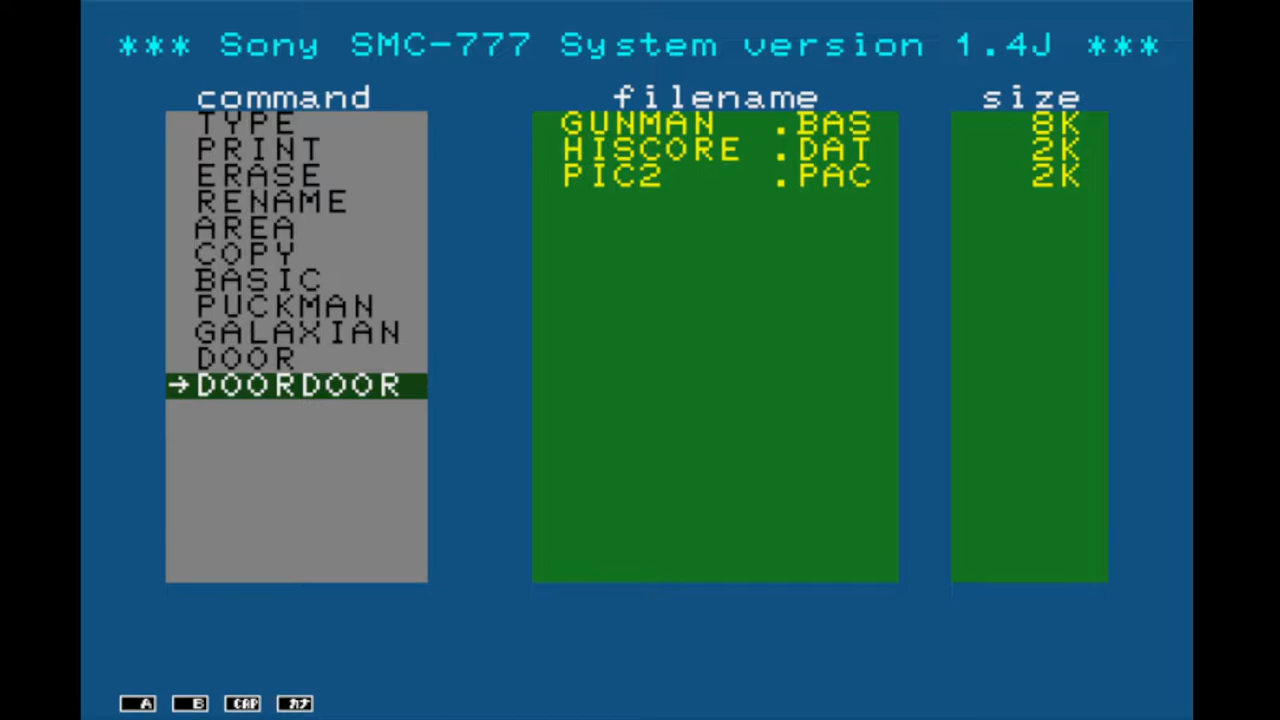 *** Sony SMC-777 System version 1.4J ***
command filename size
TYPE GUNMAN .BAS 8K
PRINT HISCORE .DAT 2K
ERASE PIC2 .PAC 2K
RENAME
AREA
COPY
BASIC
PUCKMAN
GALAXIAN
DOOR
→DOORDOOR
A B CAP カナ